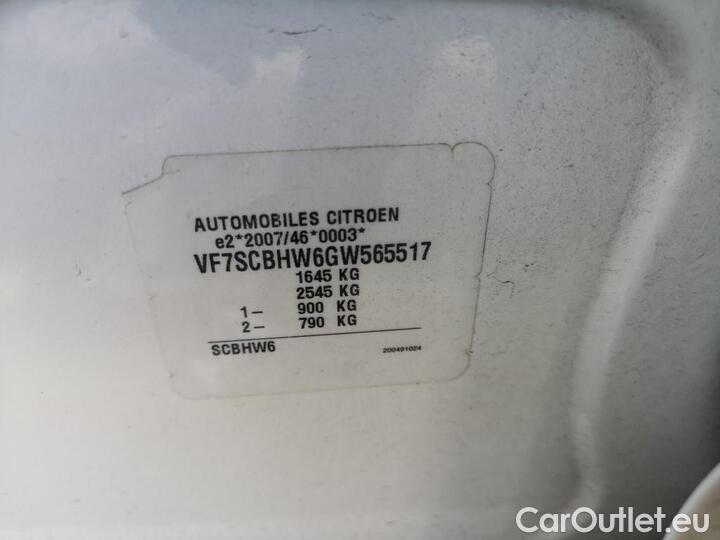 AUTOMOBILES CITROEN
e2*2007/46*0003*
VF7SCBHW6GW565517
1645 KG
2545 KG
1– 900 KG
2– 790 KG
SCBHW6 200491024
CarOutlet.eu